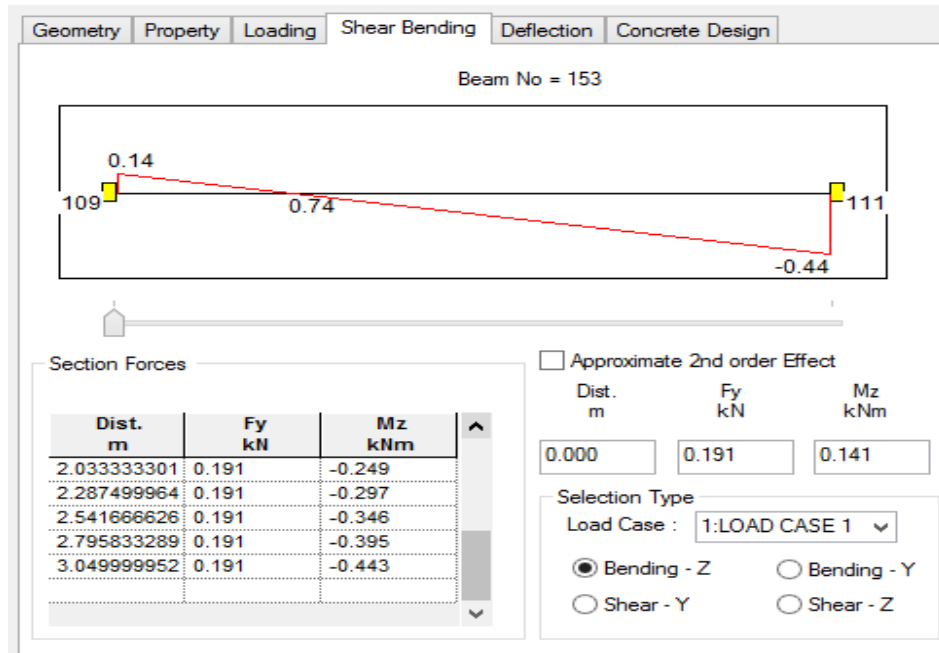 Geometry Property Loading Shear Bending Deflection Concrete Design
Beam No = 153
0.14
109 0.74 111
-0.44
Section Forces
Dist. Fy Mz
m kN kNm
2.033333301 0.191 -0.249
2.287499964 0.191 -0.297
2.541666626 0.191 -0.346
2.795833289 0.191 -0.395
3.049999952 0.191 -0.443
Approximate 2nd order Effect
Dist. Fy Mz
m kN kNm
0.000 0.191 0.141
Selection Type
Load Case : 1:LOAD CASE 1
Bending - Z Bending - Y
Shear - Y Shear - Z